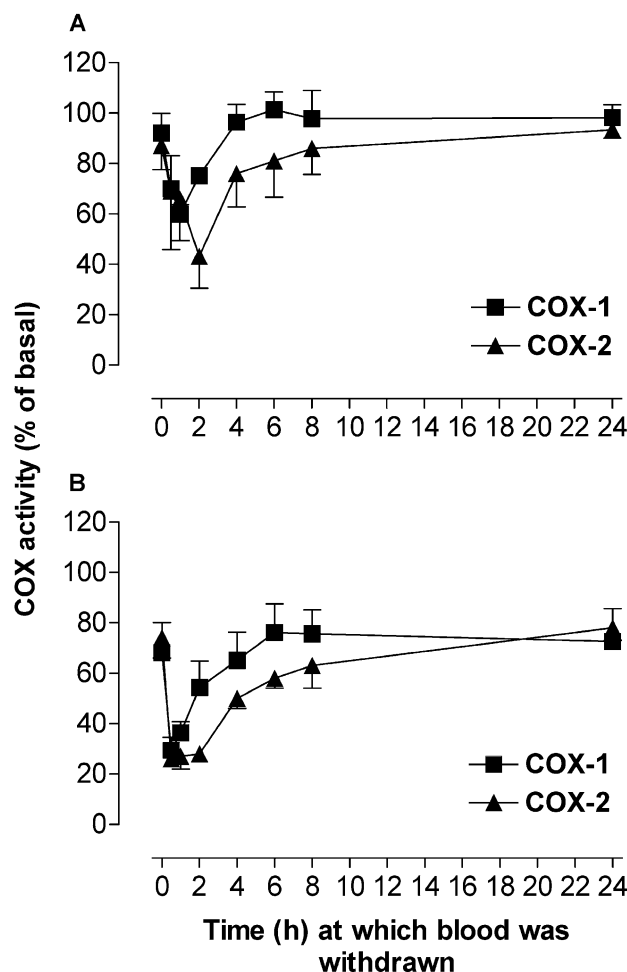 A
120
100
80
60
40
20
0
COX-1
COX-2
0 2 4 6 8 10 12 14 16 18 20 22 24
COX activity (% of basal)
B
120
100
80
60
40
20
0
COX-1
COX-2
0 2 4 6 8 10 12 14 16 18 20 22 24
Time (h) at which blood was
withdrawn